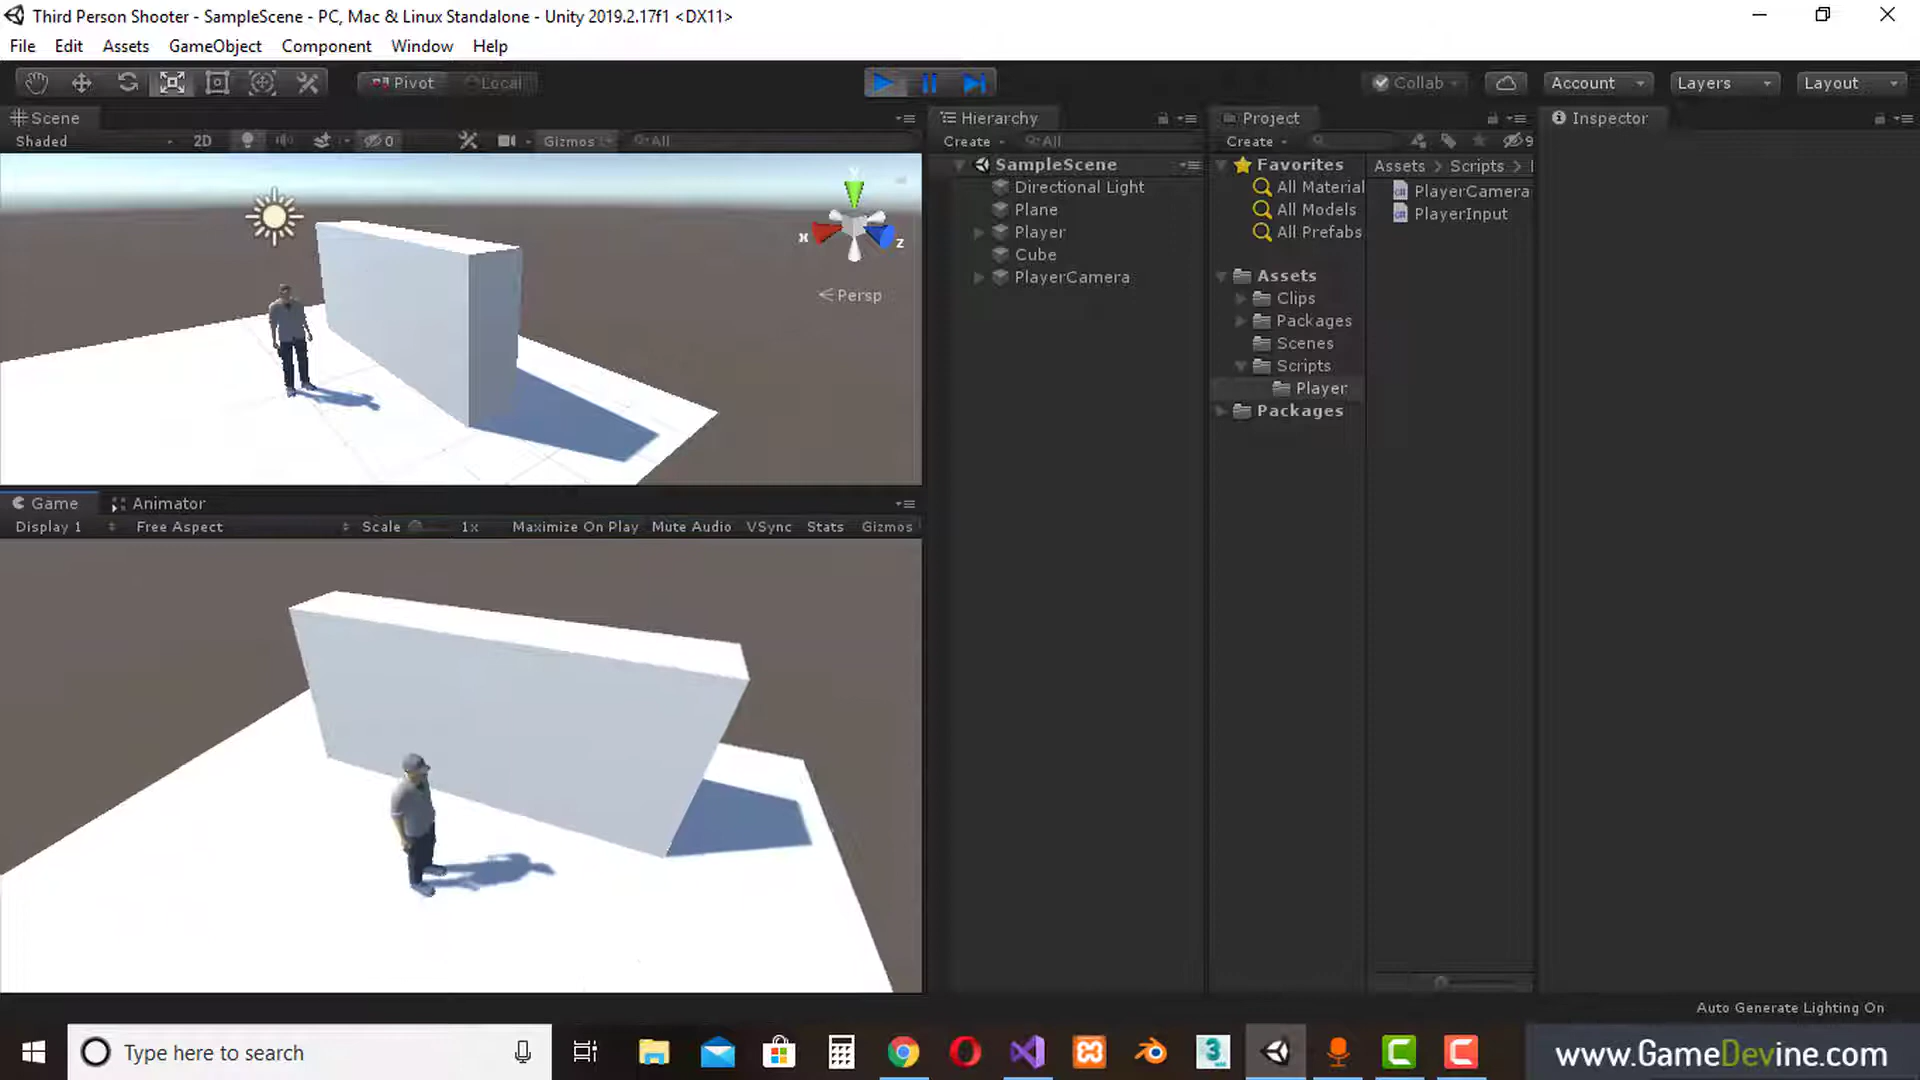 Third Person Shooter - SampleScene - PC, Mac & Linux Standalone - Unity 2019.2.17f1 <DX11>
File Edit Assets GameObject Component Window Help
Pivot Local Collab Account Layers Layout
Scene Hierarchy Project Inspector
Shaded 2D 0 Gizmos All Create All Create 9
SampleScene
Directional Light
Plane
Player
Cube
PlayerCamera
Favorites
All Material
All Models
All Prefabs
Assets
Clips
Packages
Scenes
Scripts
Player
Packages
Assets > Scripts >
PlayerCamera
PlayerInput
y
x
z
Persp
Game Animator
Display 1 Free Aspect Scale 1x Maximize On Play Mute Audio VSync Stats Gizmos
Auto Generate Lighting On
Type here to search
www.GameDevine.com